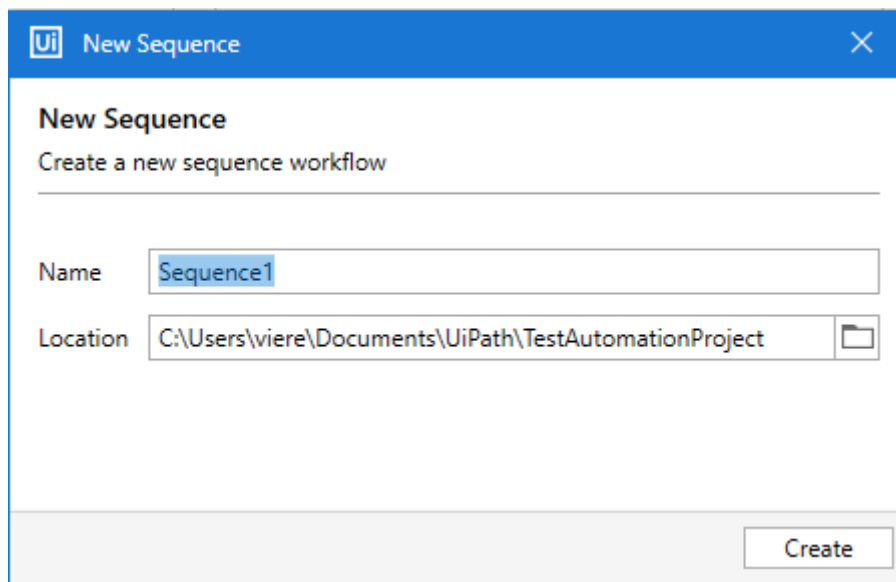 Ui New Sequence
New Sequence
Create a new sequence workflow
Name Sequence1
Location C:\Users\viere\Documents\UiPath\TestAutomationProject
Create